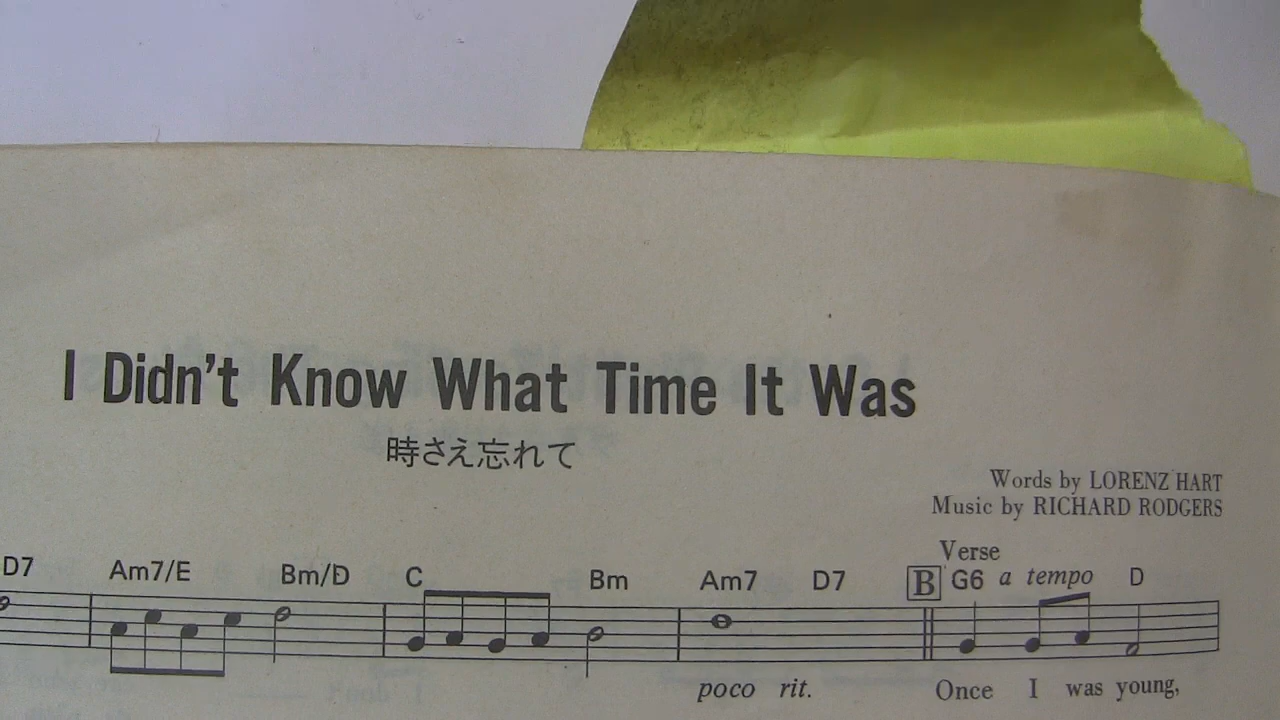 I Didn't Know What Time It Was
時さえ忘れて
Words by LORENZ HART
Music by RICHARD RODGERS
Verse
D7 Am7/E Bm/D C Bm Am7 D7 B G6 a tempo D
poco rit. Once I was young,